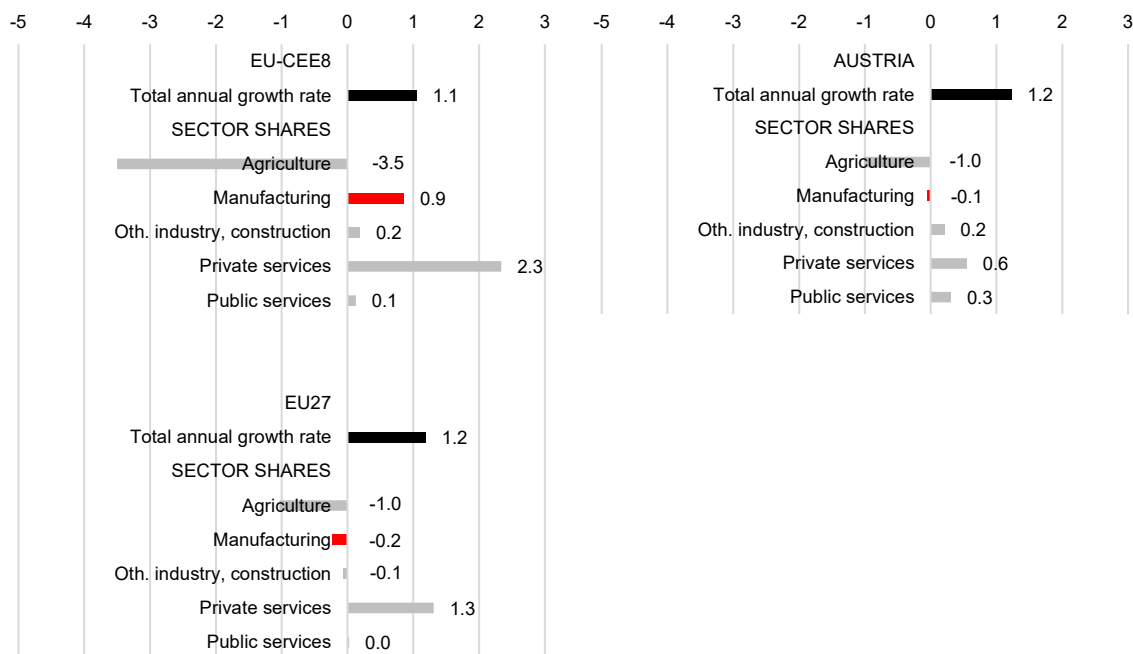 -5 -4 -3 -2 -1 0 1 2 3
EU-CEE8
Total annual growth rate 1.1
SECTOR SHARES
Agriculture -3.5
Manufacturing 0.9
Oth. industry, construction 0.2
Private services 2.3
Public services 0.1
-5 -4 -3 -2 -1 0 1 2 3
AUSTRIA
Total annual growth rate 1.2
SECTOR SHARES
Agriculture -1.0
Manufacturing -0.1
Oth. industry, construction 0.2
Private services 0.6
Public services 0.3
EU27
Total annual growth rate 1.2
SECTOR SHARES
Agriculture -1.0
Manufacturing -0.2
Oth. industry, construction -0.1
Private services 1.3
Public services 0.0